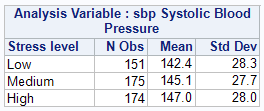 Analysis Variable : sbp Systolic Blood
Pressure
Stress level N Obs Mean Std Dev
Low 151 142.4 28.3
Medium 175 145.1 27.7
High 174 147.0 28.0